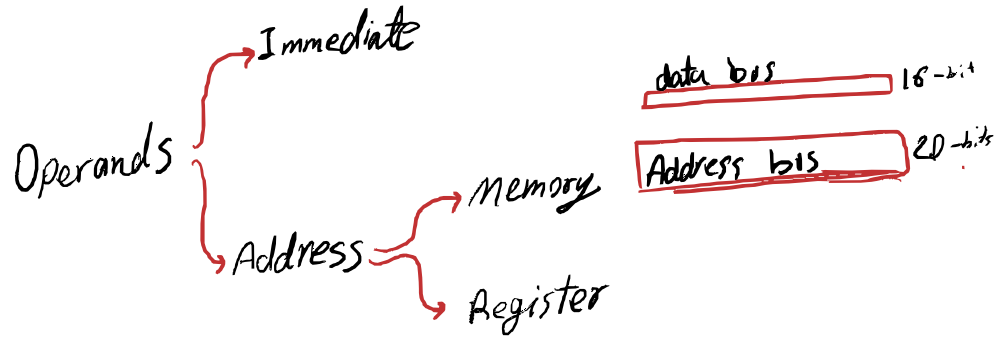 Immediate
Operands
Address
Memory
Register
data bus
16-bit
Address bus
20-bits